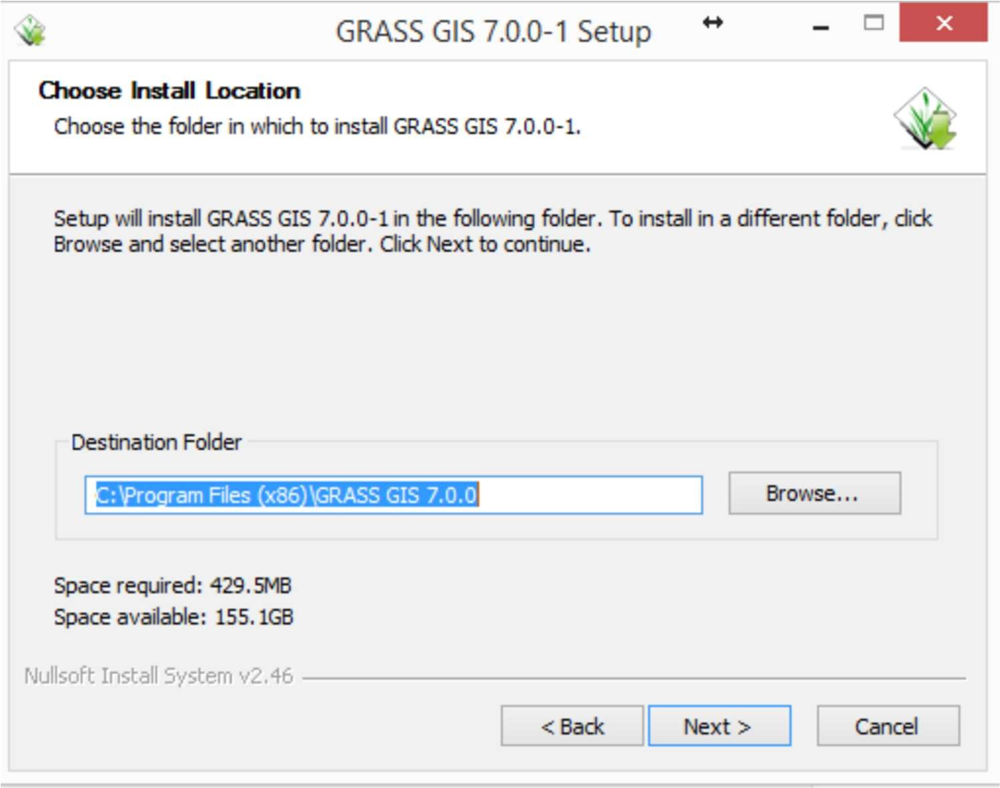 GRASS GIS 7.0.0-1 Setup
Choose Install Location
Choose the folder in which to install GRASS GIS 7.0.0-1.
Setup will install GRASS GIS 7.0.0-1 in the following folder. To install in a different folder, click
Browse and select another folder. Click Next to continue.
Destination Folder
C:\Program Files (x86)\GRASS GIS 7.0.0
Browse...
Space required: 429.5MB
Space available: 155.1GB
Nullsoft Install System v2.46
< Back
Next >
Cancel